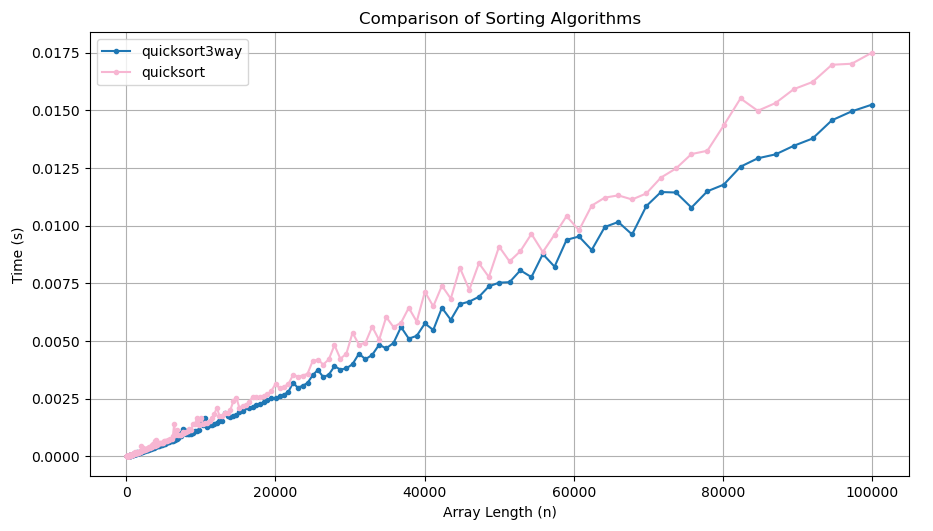 Comparison of Sorting Algorithms
quicksort3way
quicksort
0.0175
0.0150
0.0125
0.0100
0.0075
0.0050
0.0025
0.0000
Time (s)
0
20000
40000
60000
80000
100000
Array Length (n)